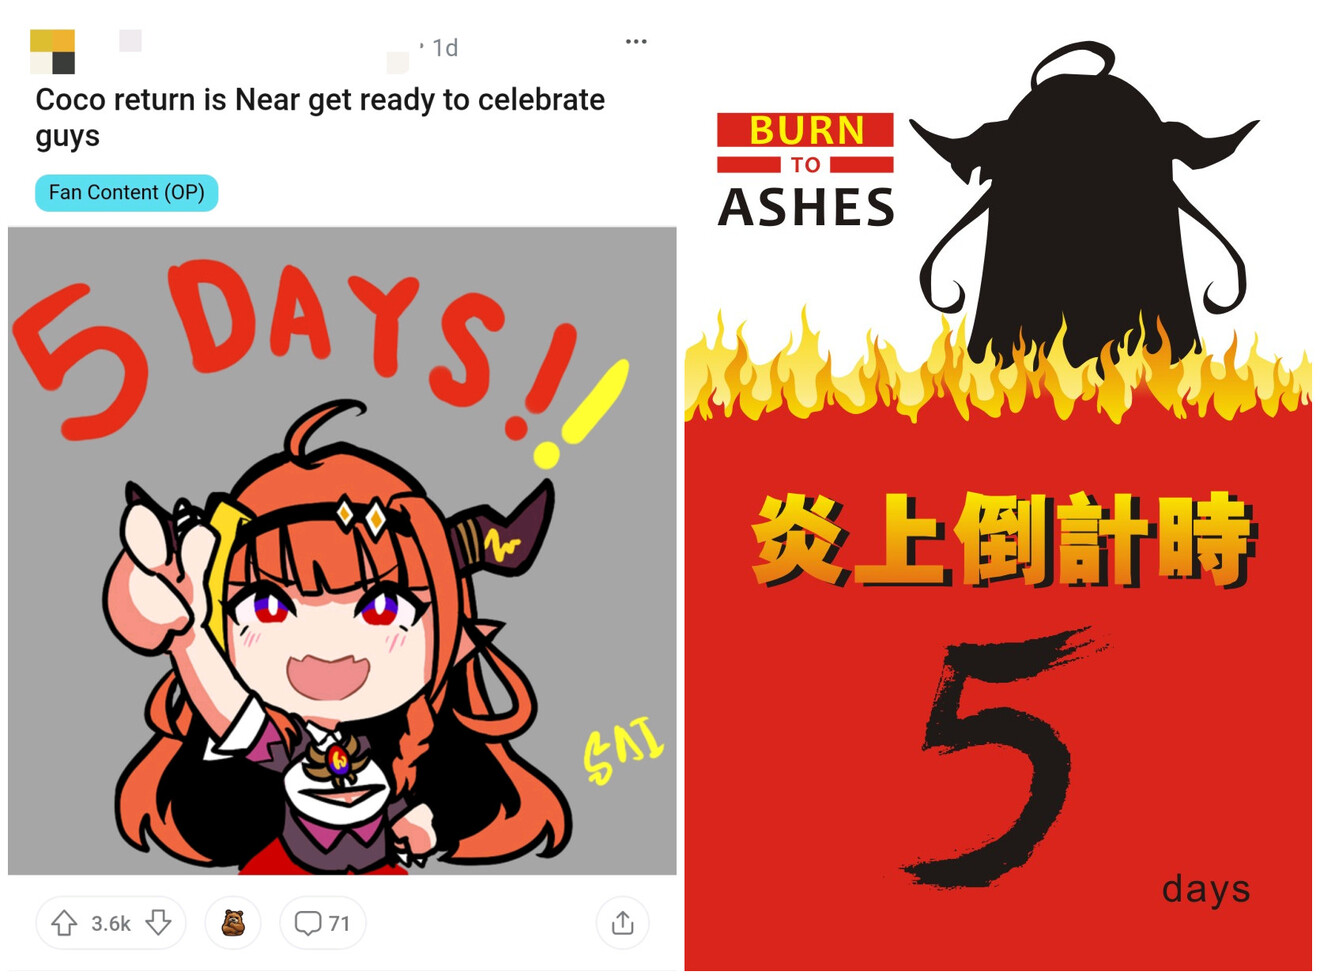 1d
Coco return is Near get ready to celebrate
guys
Fan Content (OP)
5 DAYS!!
SAI
3.6k
71
BURN
TO
ASHES
炎上倒計時
5
days